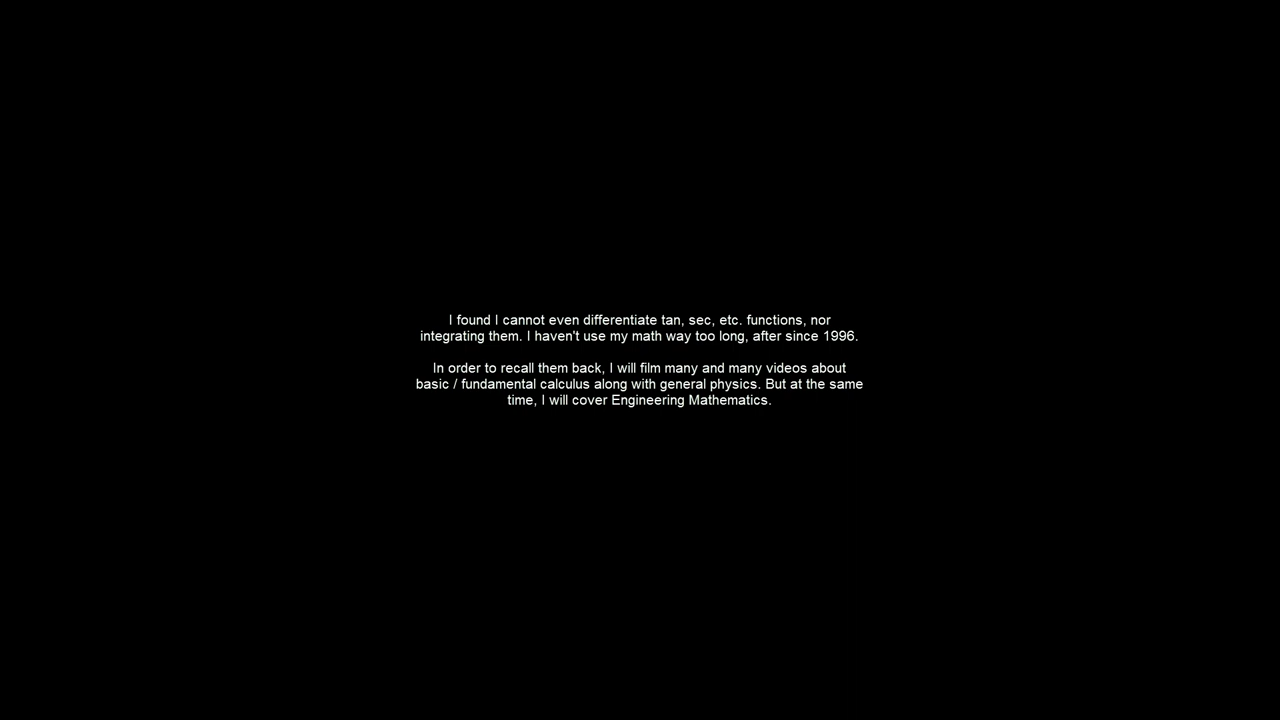 I found I cannot even differentiate tan, sec, etc. functions, nor
integrating them. I haven't use my math way too long, after since 1996.
In order to recall them back, I will film many and many videos about
basic / fundamental calculus along with general physics. But at the same
time, I will cover Engineering Mathematics.